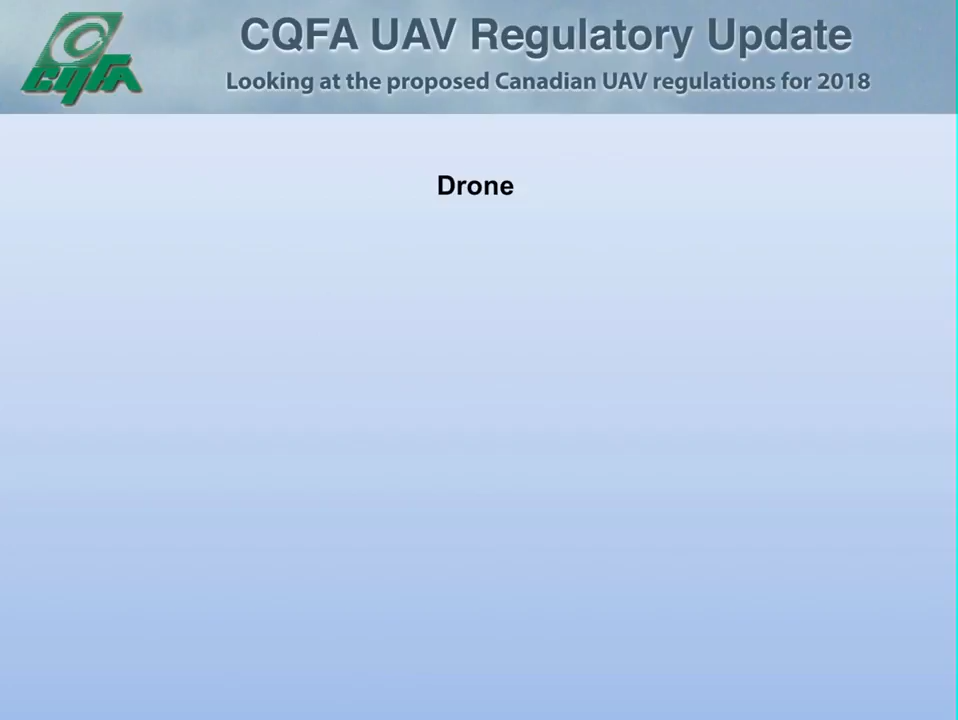 CQFA
CQFA UAV Regulatory Update
Looking at the proposed Canadian UAV regulations for 2018
Drone